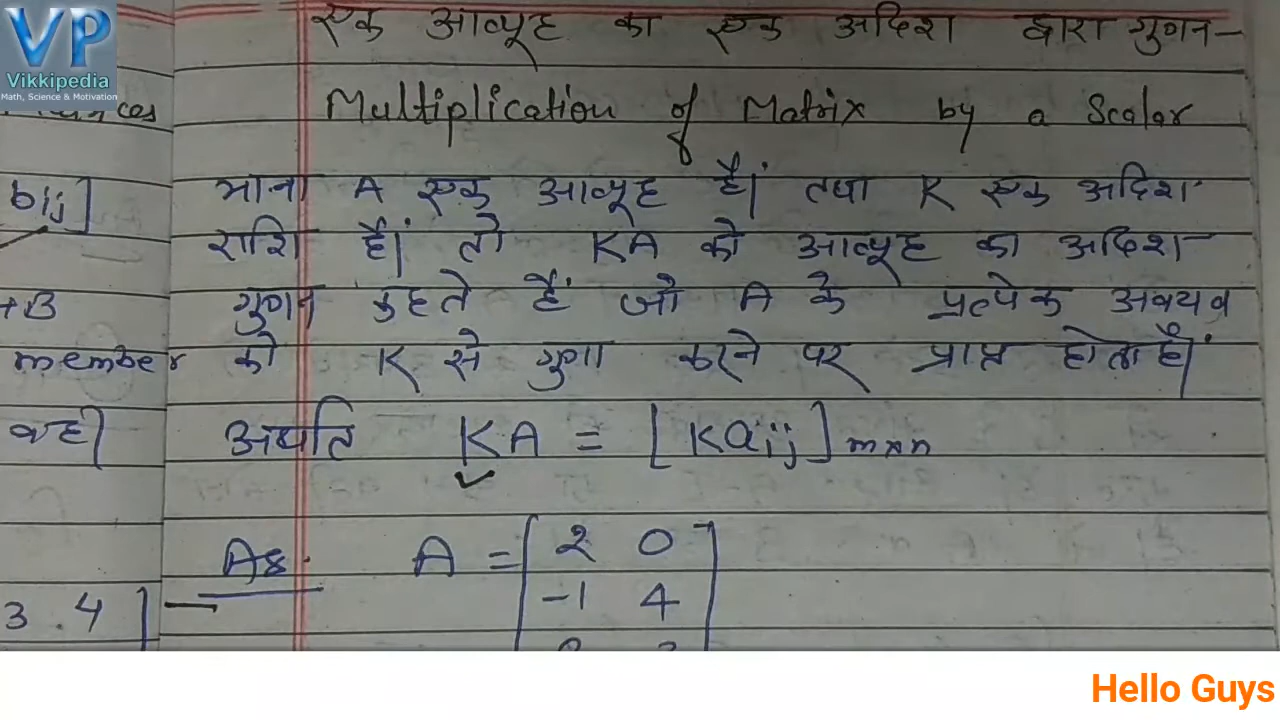 VP
Vikkipedia
Math, Science & Motivation
एक आव्यूह का एक अदिश द्वारा गुणन-
Multiplication of Matrix by a Scalar
bij]
माना A एक आव्यूह है। तथा K एक अदिश
राशि है। तो KA को आव्यूह का अदिश
+B
गुणन कहते हैं जो A के प्रत्येक अवयव
member
को K से गुणा करने पर प्राप्त होता है।
वही
अर्थात KA = [Kaij] m×n
As. A = [2 0
-1 4
3 . 4]
Hello Guys